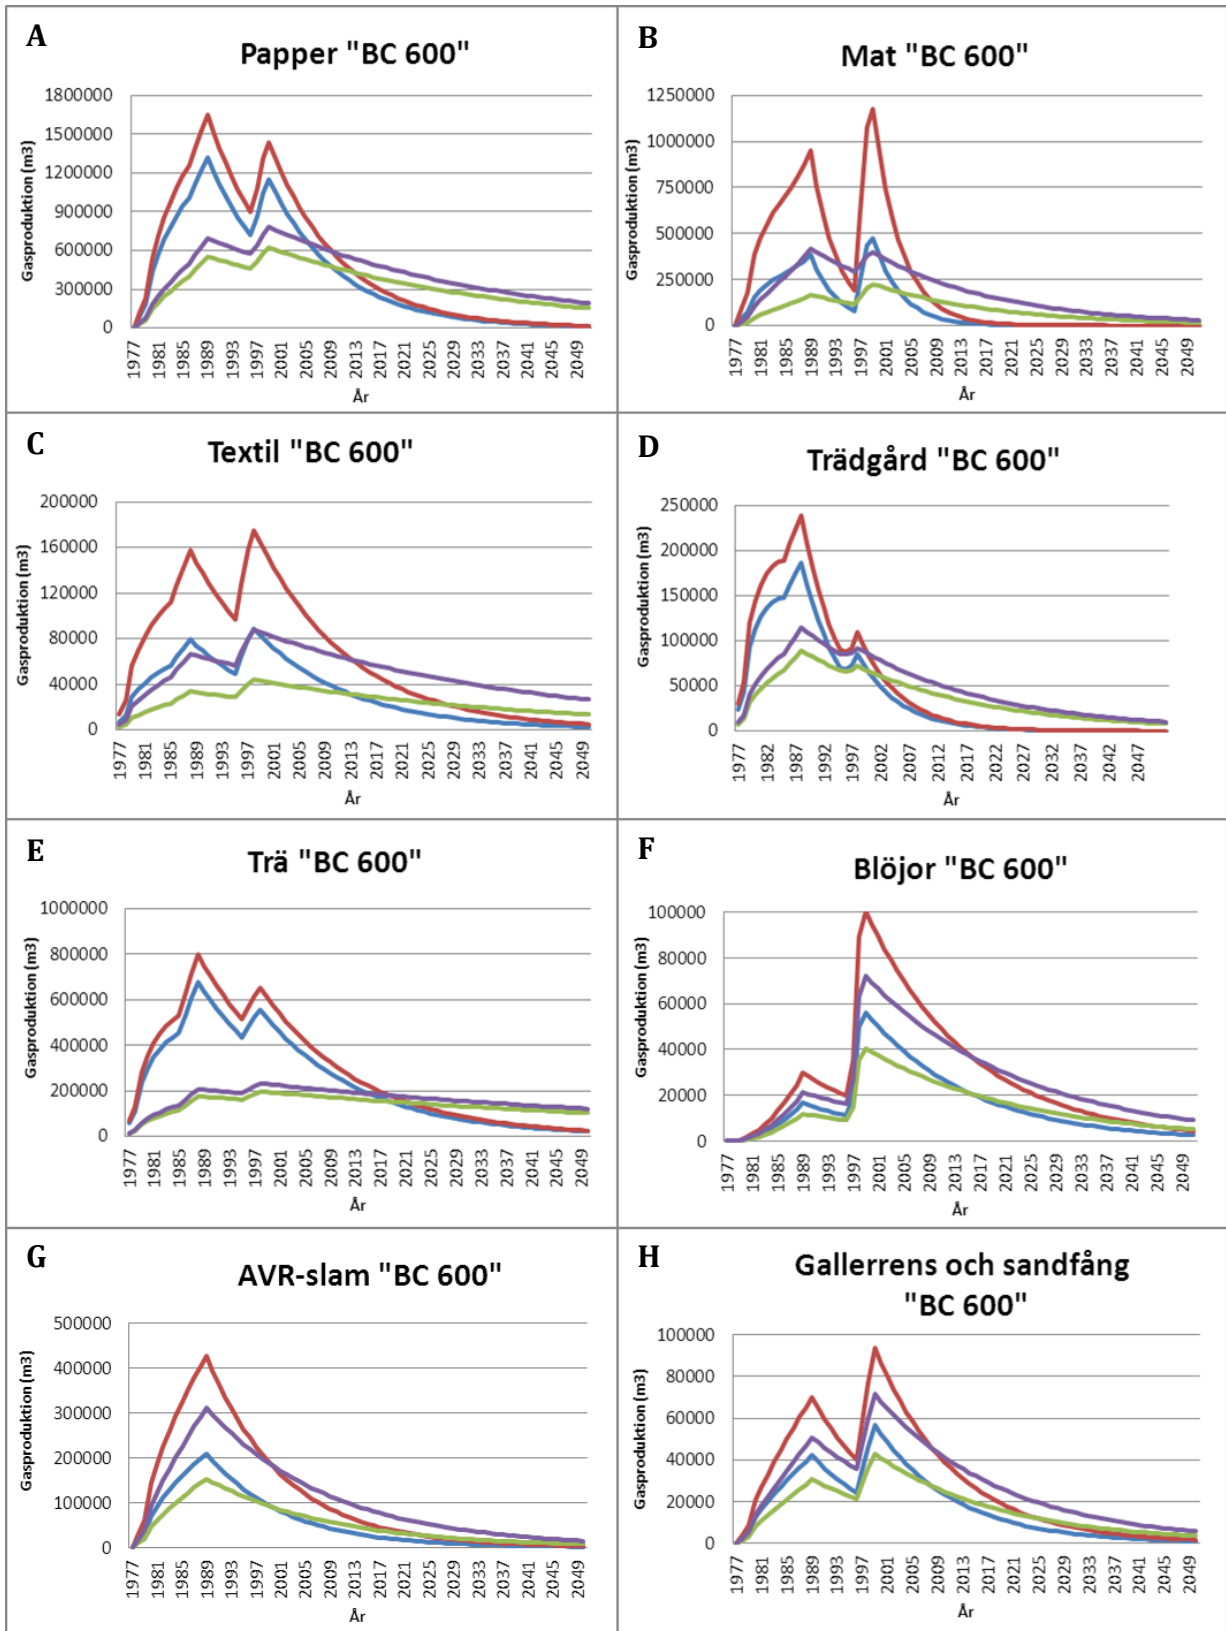 A
Papper "BC 600"
Gasproduktion (m3)
1800000
1500000
1200000
900000
600000
300000
0
1977 1981 1985 1989 1993 1997 2001 2005 2009 2013 2017 2021 2025 2029 2033 2037 2041 2045 2049
År
B
Mat "BC 600"
Gasproduktion (m3)
1250000
1000000
750000
500000
250000
0
1977 1981 1985 1989 1993 1997 2001 2005 2009 2013 2017 2021 2025 2029 2033 2037 2041 2045 2049
År
C
Textil "BC 600"
Gasproduktion (m3)
200000
160000
120000
80000
40000
0
1977 1981 1985 1989 1993 1997 2001 2005 2009 2013 2017 2021 2025 2029 2033 2037 2041 2045 2049
År
D
Trädgård "BC 600"
Gasproduktion (m3)
250000
200000
150000
100000
50000
0
1977 1982 1987 1992 1997 2002 2007 2012 2017 2022 2027 2032 2037 2042 2047
År
E
Trä "BC 600"
Gasproduktion (m3)
1000000
800000
600000
400000
200000
0
1977 1981 1985 1989 1993 1997 2001 2005 2009 2013 2017 2021 2025 2029 2033 2037 2041 2045 2049
År
F
Blöjor "BC 600"
Gasproduktion (m3)
100000
80000
60000
40000
20000
0
1977 1981 1985 1989 1993 1997 2001 2005 2009 2013 2017 2021 2025 2029 2033 2037 2041 2045 2049
År
G
AVR-slam "BC 600"
Gasproduktion (m3)
500000
400000
300000
200000
100000
0
1977 1981 1985 1989 1993 1997 2001 2005 2009 2013 2017 2021 2025 2029 2033 2037 2041 2045 2049
År
H
Gallerrens och sandfång
"BC 600"
Gasproduktion (m3)
100000
80000
60000
40000
20000
0
1977 1981 1985 1989 1993 1997 2001 2005 2009 2013 2017 2021 2025 2029 2033 2037 2041 2045 2049
År